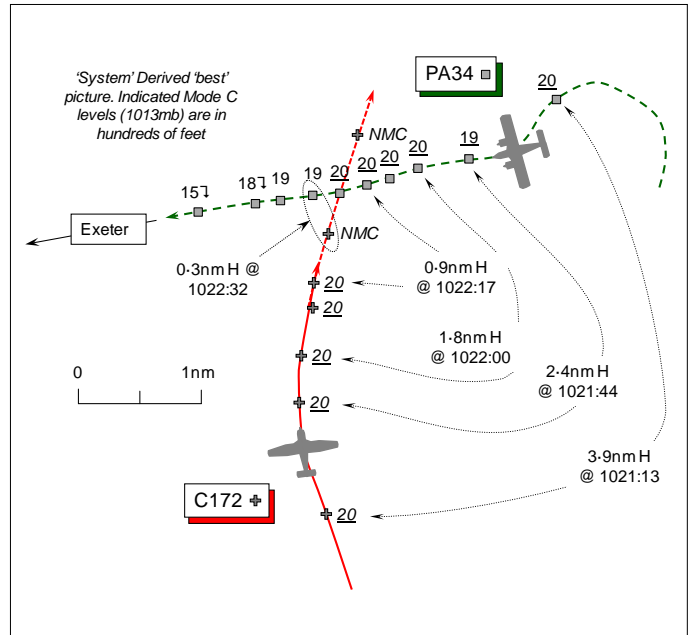 PA34
'System' Derived 'best'
picture. Indicated Mode C
levels (1013mb) are in
hundreds of feet
20
NMC
15↴ 18↴ 19 19 20 20 20 20 19
Exeter
NMC
0·3nm H @
1022:32
0·9nm H
@ 1022:17
20
20
1·8nm H
@ 1022:00
20
0 1nm
2·4nm H
@ 1021:44
20
3·9nm H
@ 1021:13
C172
20